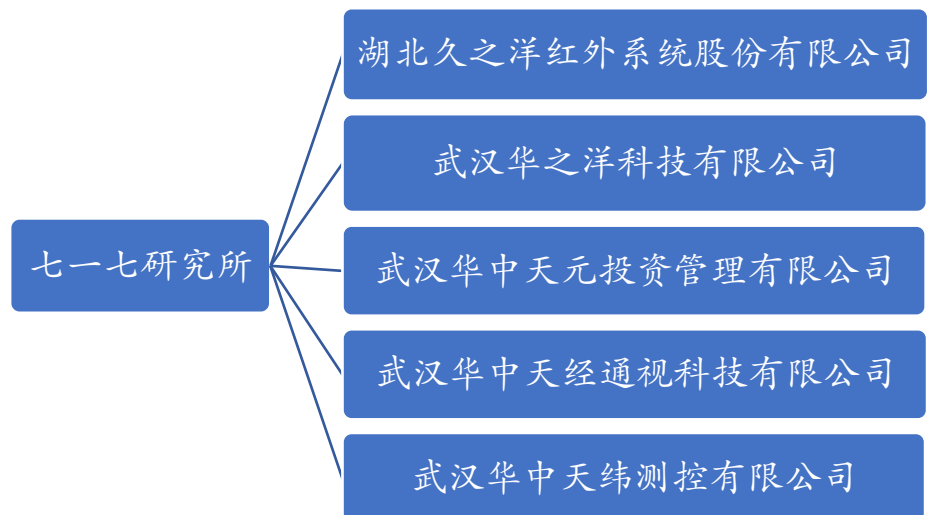 湖北久之洋红外系统股份有限公司
武汉华之洋科技有限公司
七一七研究所
武汉华中天元投资管理有限公司
武汉华中天经通视科技有限公司
武汉华中天纬测控有限公司